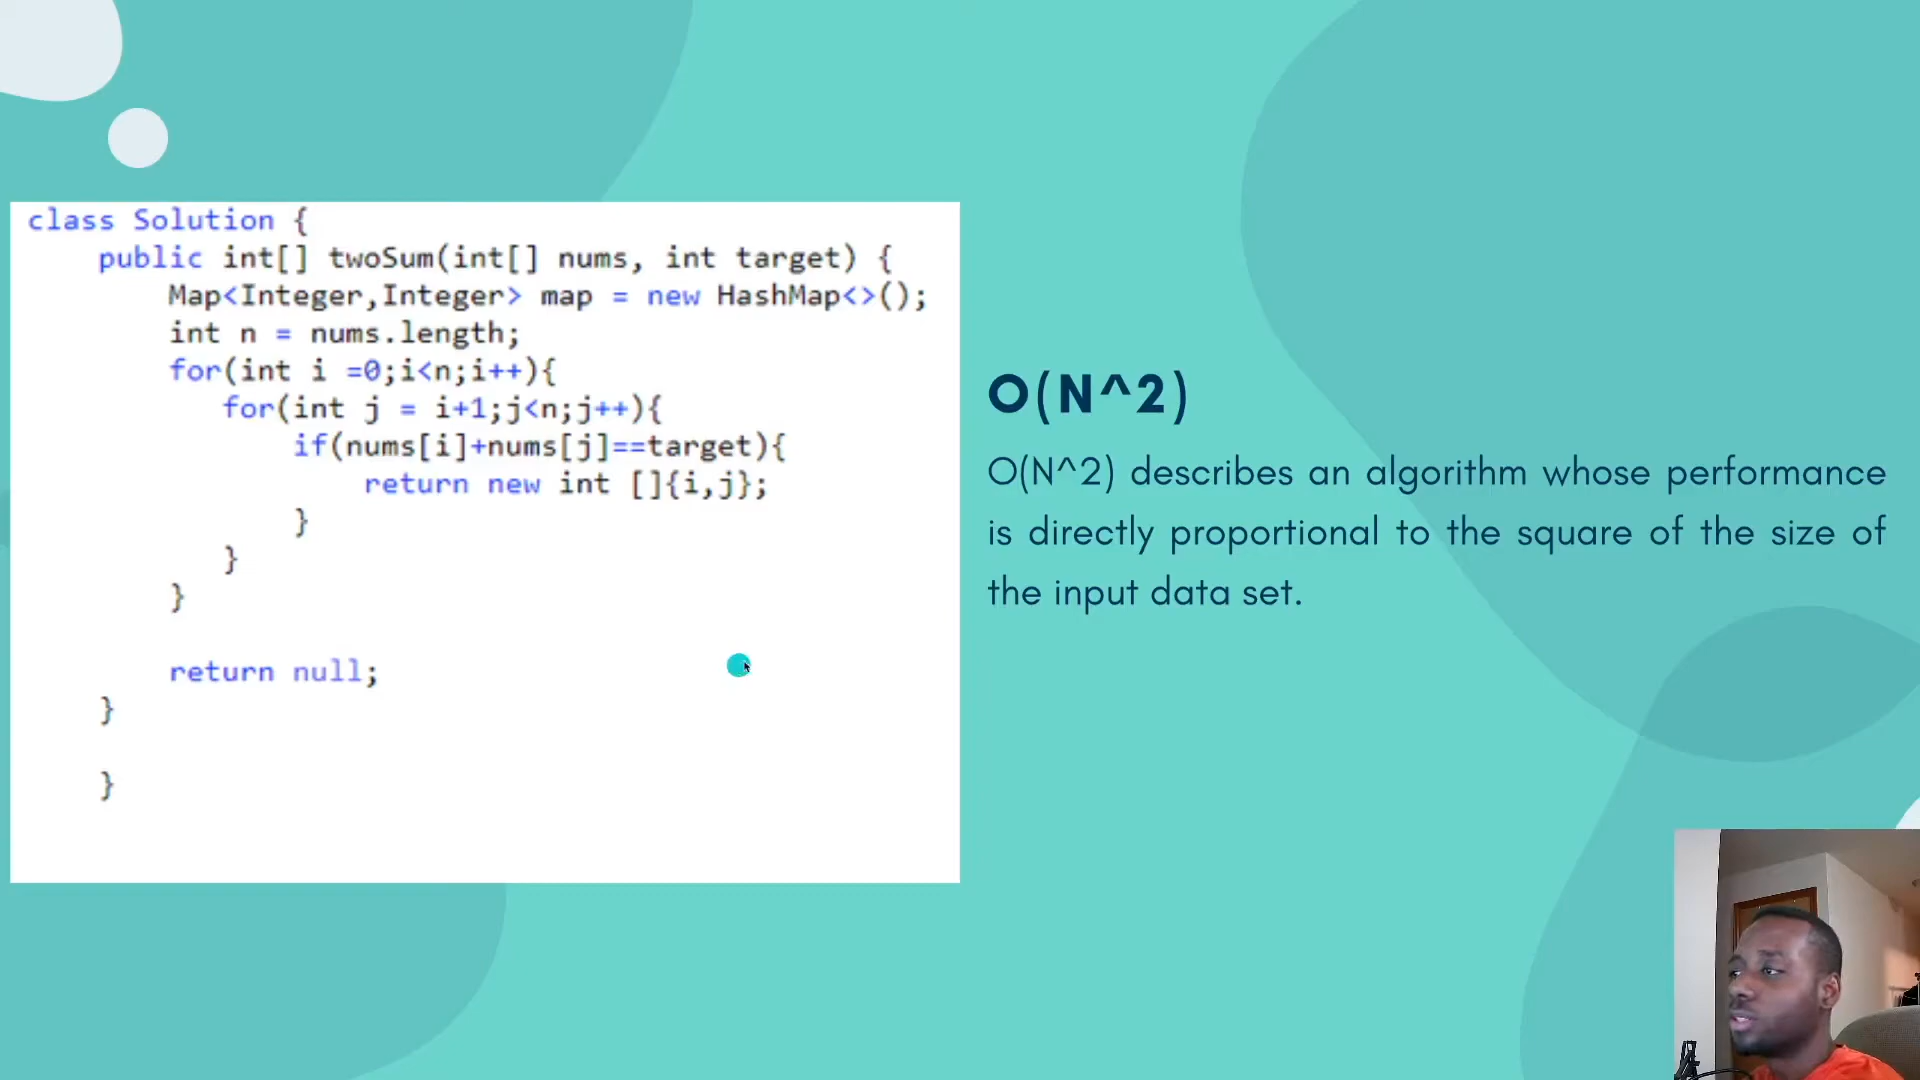 class Solution {
public int[] twoSum(int[] nums, int target) {
Map<Integer,Integer> map = new HashMap<>();
int n = nums.length;
for(int i =0;i<n;i++){
for(int j = i+1;j<n;j++){
if(nums[i]+nums[j]==target){
return new int []{i,j};
}
}
}
return null;
}
}
O(N^2)
O(N^2) describes an algorithm whose performance
is directly proportional to the square of the size of
the input data set.